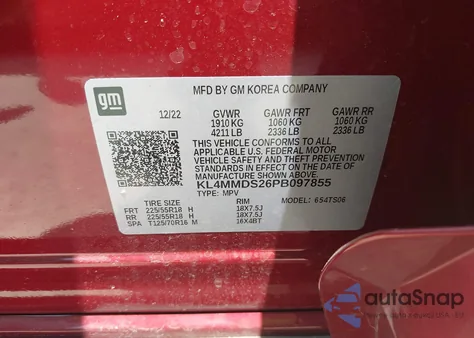 gm
MFD BY GM KOREA COMPANY
12/22 GVWR GAWR FRT GAWR RR
1910 KG 1060 KG 1060 KG
4211 LB 2336 LB 2336 LB
THIS VEHICLE CONFORMS TO ALL
APPLICABLE U.S. FEDERAL MOTOR
VEHICLE SAFETY AND THEFT PREVENTION
STANDARDS IN EFFECT ON THE DATE OF
MANUFACTURE SHOWN ABOVE.
KL4MMDS26PB097855
TYPE: MPV MODEL: 654TS06
TIRE SIZE RIM
FRT 225/55R18 H 18X7.5J
RR 225/55R18 H 18X7.5J
SPA T125/70R16 M 16X4BT
autoSnap